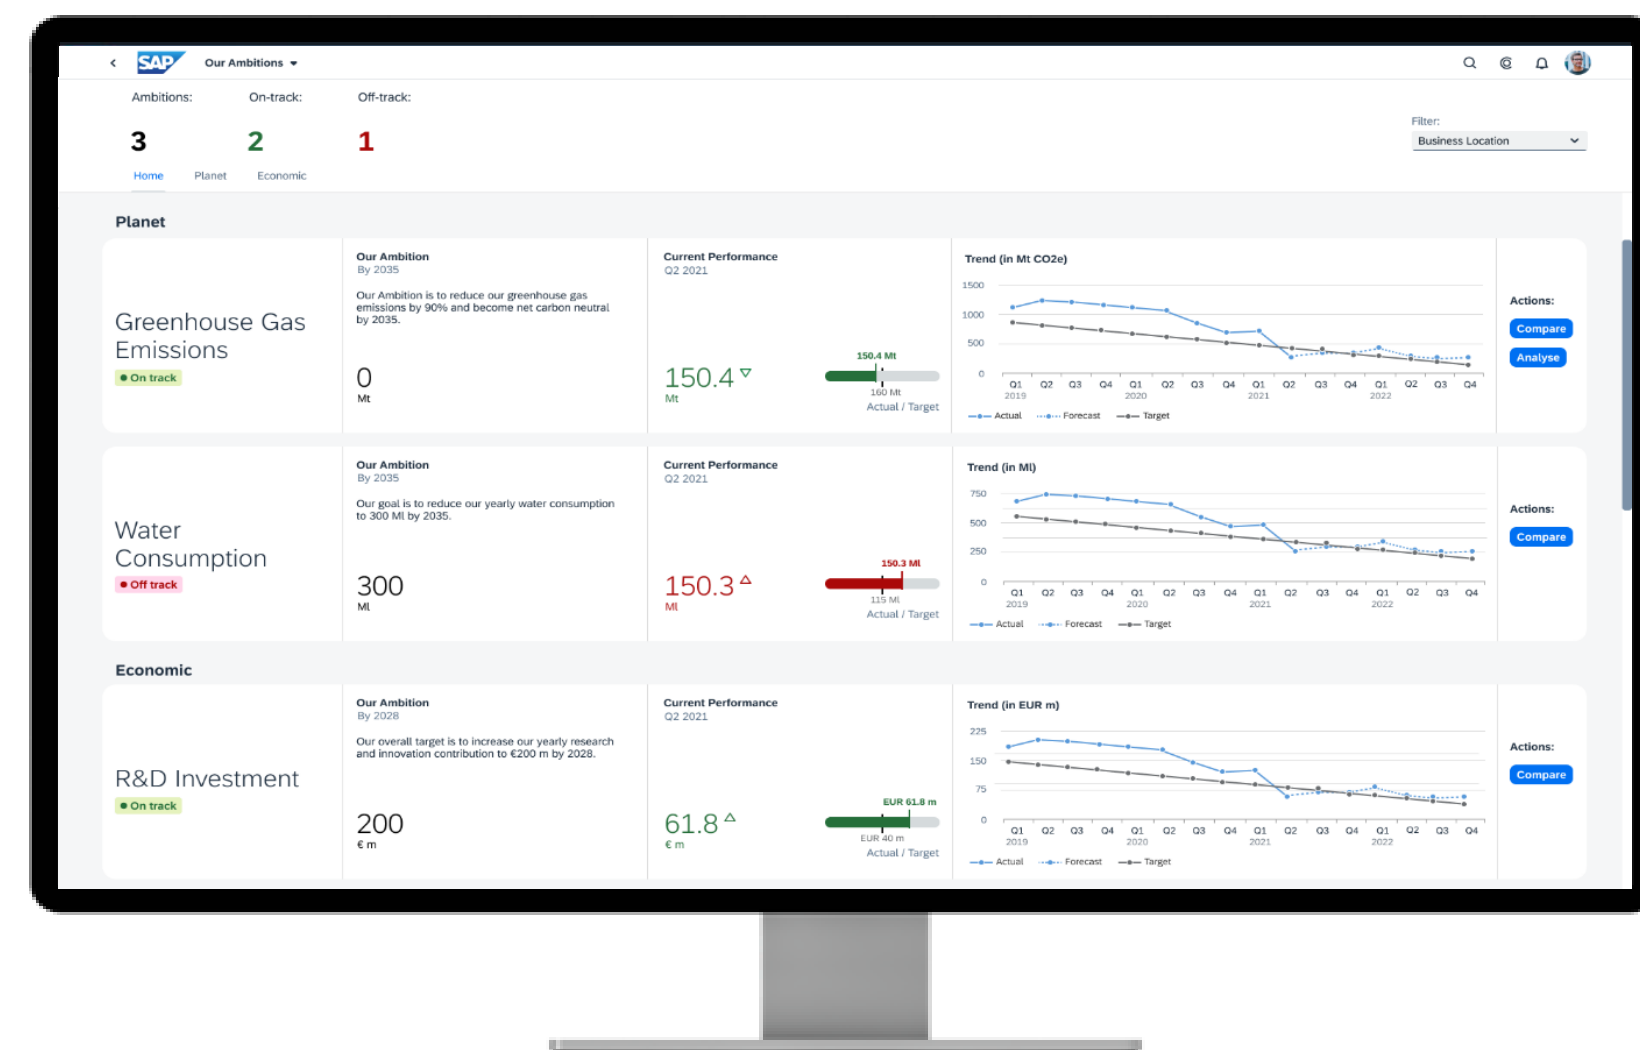 SAP Our Ambitions
Ambitions: On-track: Off-track:
3 2 1
Filter:
Business Location
Home Planet Economic
Planet
Greenhouse Gas
Emissions
On track
Our Ambition
By 2035
Our Ambition is to reduce our greenhouse gas
emissions by 90% and become net carbon neutral
by 2035.
0
Mt
Current Performance
Q2 2021
150.4
Mt
150.4 Mt
160 Mt
Actual / Target
Trend (in Mt CO2e)
1500
1000
500
0
Q1 Q2 Q3 Q4 Q1 Q2 Q3 Q4 Q1 Q2 Q3 Q4 Q1 Q2 Q3 Q4
2019 2020 2021 2022
Actual Forecast Target
Actions:
Compare
Analyse
Water
Consumption
Off track
Our Ambition
By 2035
Our goal is to reduce our yearly water consumption
to 300 Ml by 2035.
300
Ml
Current Performance
Q2 2021
150.3
Ml
150.3 ML
115 ML
Actual / Target
Trend (in Ml)
750
500
250
0
Q1 Q2 Q3 Q4 Q1 Q2 Q3 Q4 Q1 Q2 Q3 Q4 Q1 Q2 Q3 Q4
2019 2020 2021 2022
Actual Forecast Target
Actions:
Compare
Economic
R&D Investment
On track
Our Ambition
By 2028
Our overall target is to increase our yearly research
and innovation contribution to €200 m by 2028.
200
€ m
Current Performance
Q2 2021
61.8
€ m
EUR 61.8 m
EUR 40 m
Actual / Target
Trend (in EUR m)
225
150
75
0
Q1 Q2 Q3 Q4 Q1 Q2 Q3 Q4 Q1 Q2 Q3 Q4 Q1 Q2 Q3 Q4
2019 2020 2021 2022
Actual Forecast Target
Actions:
Compare